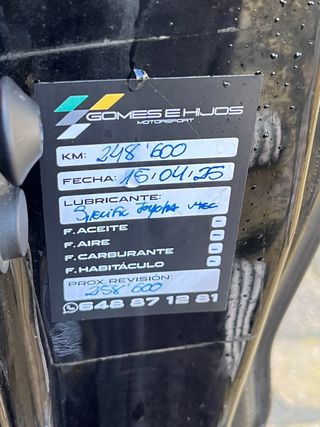 GOMES E HIJOS
MOTORSPORT
KM: 248'600
FECHA: 15.04.25
LUBRICANTE:
Specific Toyota
F.ACEITE
F.AIRE
F.CARBURANTE
F.HABITÁCULO
PROX. REVISIÓN:
258'600
648 87 12 81